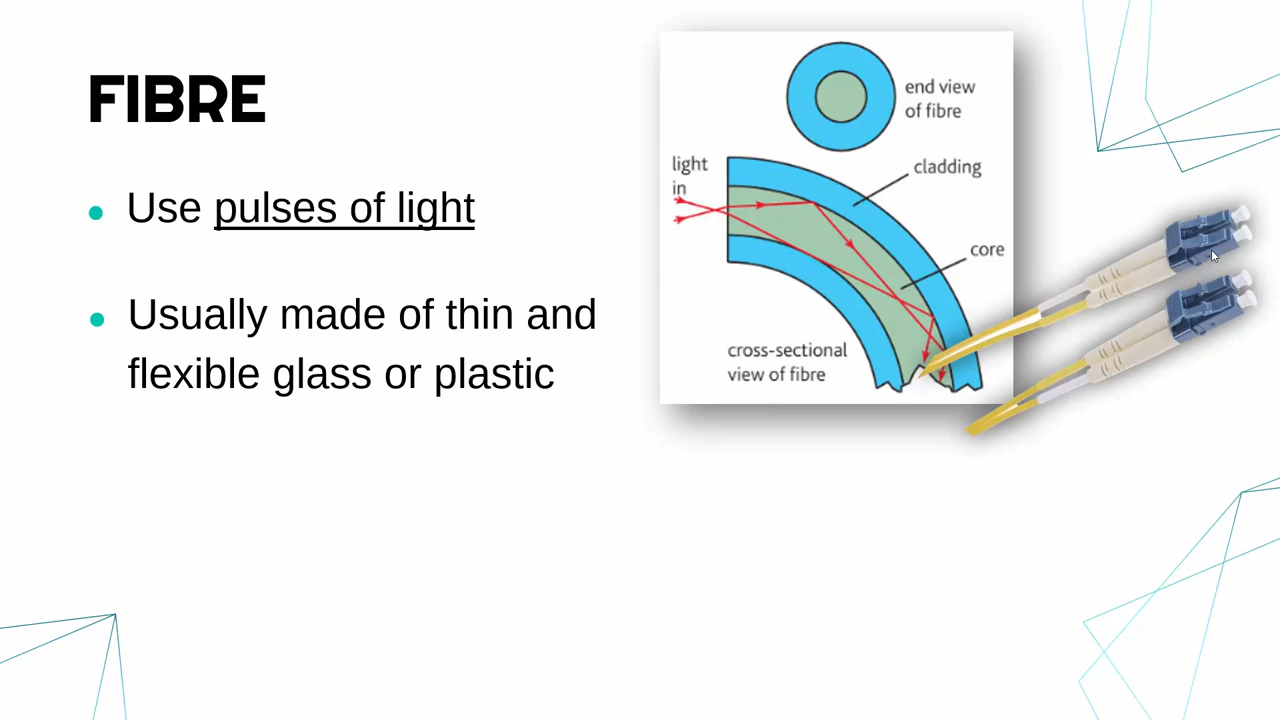 FIBRE
Use pulses of light
Usually made of thin and
flexible glass or plastic
end view
of fibre
light
in
cladding
core
cross-sectional
view of fibre